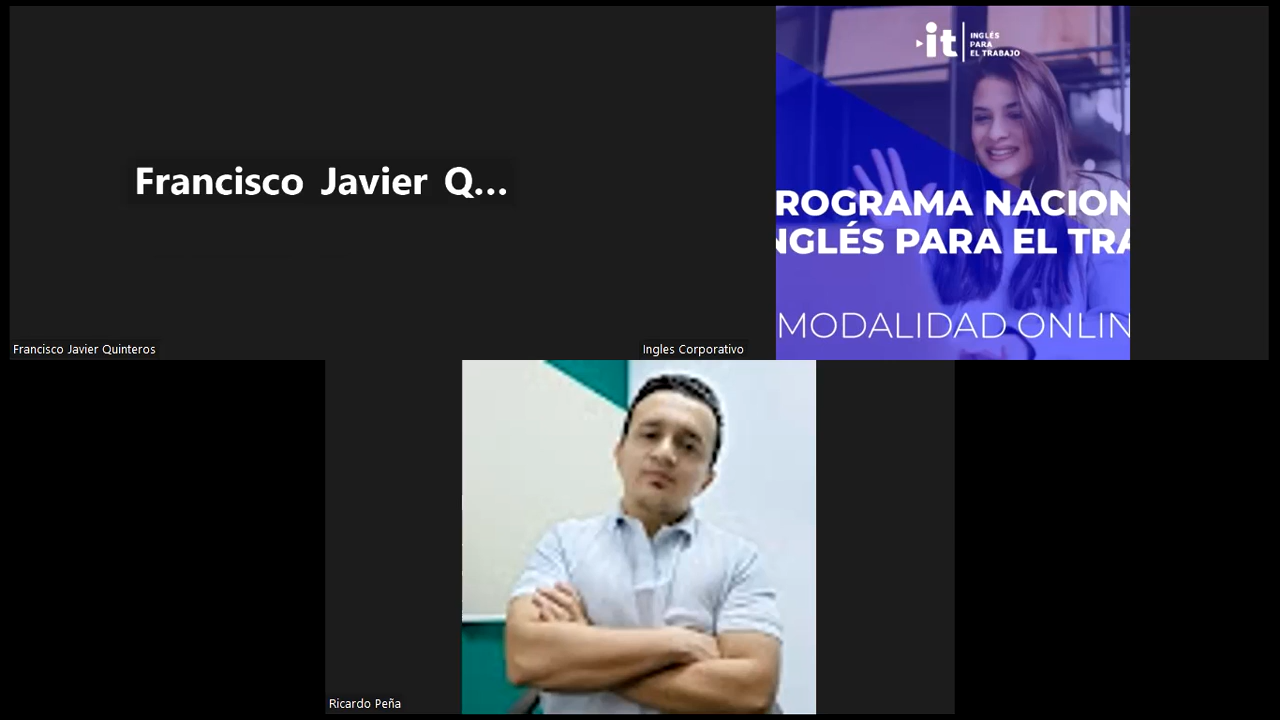 Francisco Javier Q...
Francisco Javier Quinteros
it
INGLÉS
PARA
EL TRABAJO
ROGRAMA NACION
NGLÉS PARA EL TRA
MODALIDAD ONLIN
Ingles Corporativo
Ricardo Peña